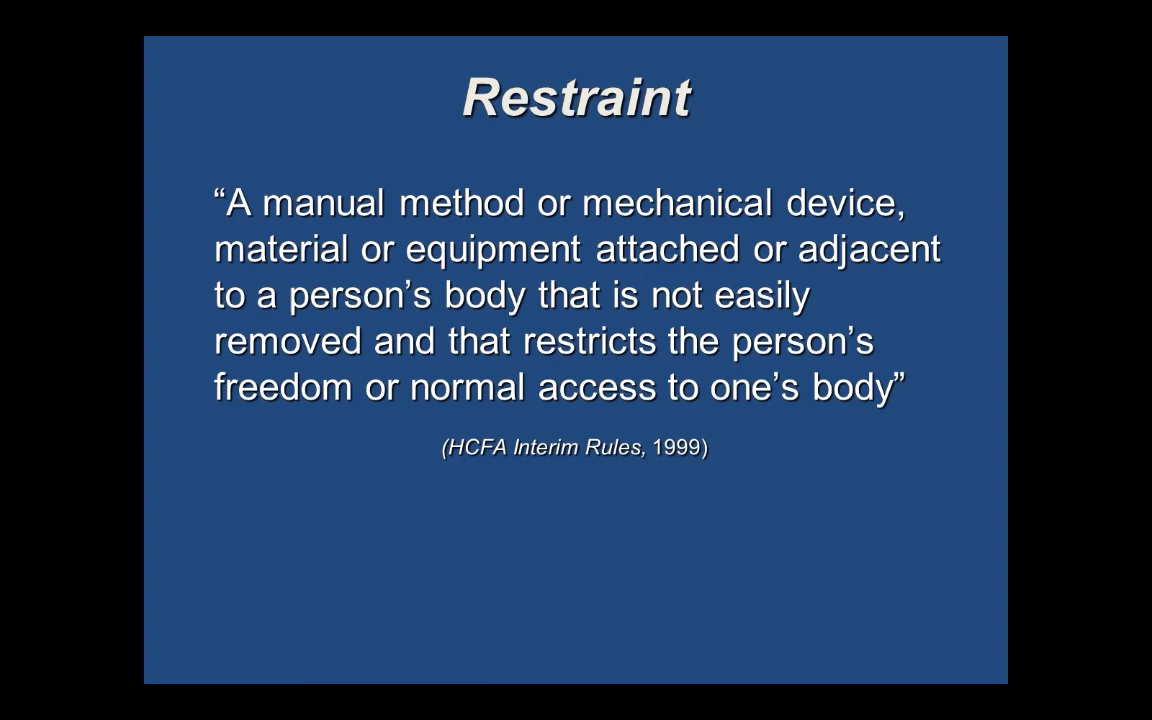 Restraint
“A manual method or mechanical device,
material or equipment attached or adjacent
to a person’s body that is not easily
removed and that restricts the person’s
freedom or normal access to one’s body”
(HCFA Interim Rules, 1999)